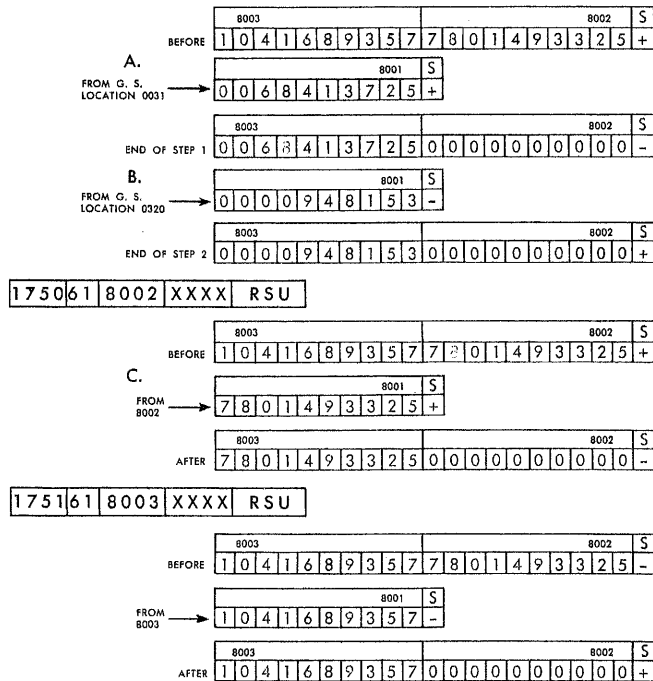 8003 8002 S
BEFORE 1 0 4 1 6 8 9 3 5 7 7 8 0 1 4 9 3 3 2 5 +
A.
8001 S
FROM G. S.
LOCATION 0031 0 0 6 8 4 1 3 7 2 5 +
8003 8002 S
END OF STEP 1 0 0 6 8 4 1 3 7 2 5 0 0 0 0 0 0 0 0 0 0 -
B.
8001 S
FROM G. S.
LOCATION 0320 0 0 0 0 9 4 8 1 5 3 -
8003 8002 S
END OF STEP 2 0 0 0 0 9 4 8 1 5 3 0 0 0 0 0 0 0 0 0 0 +
1750 61 8002 XXXX RSU
8003 8002 S
BEFORE 1 0 4 1 6 8 9 3 5 7 7 8 0 1 4 9 3 3 2 5 +
C.
8001 S
FROM
8002 7 8 0 1 4 9 3 3 2 5 +
8003 8002 S
AFTER 7 8 0 1 4 9 3 3 2 5 0 0 0 0 0 0 0 0 0 0 -
1751 61 8003 XXXX RSU
8003 8002 S
BEFORE 1 0 4 1 6 8 9 3 5 7 7 8 0 1 4 9 3 3 2 5 -
8001 S
FROM
8003 1 0 4 1 6 8 9 3 5 7 -
8003 8002 S
AFTER 1 0 4 1 6 8 9 3 5 7 0 0 0 0 0 0 0 0 0 0 +